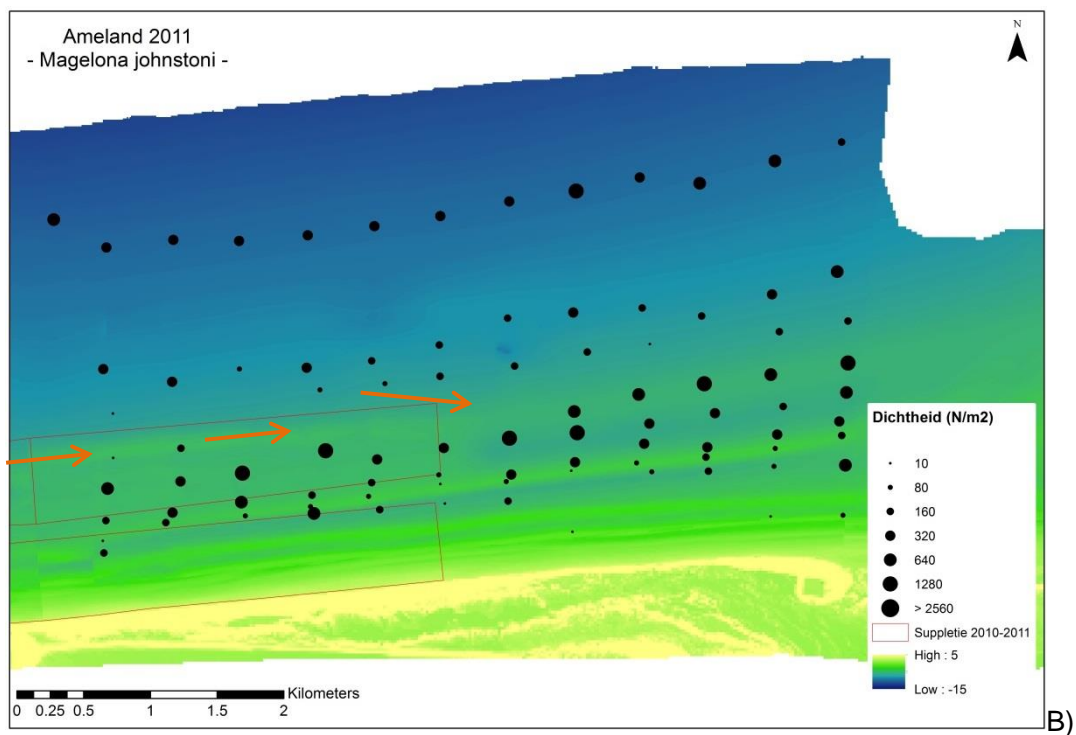 Ameland 2011
- Magelona johnstoni -
N
Dichtheid (N/m2)
10
80
160
320
640
1280
> 2560
Suppletie 2010-2011
High : 5
Low : -15
Kilometers
0 0.25 0.5 1 1.5 2
B)